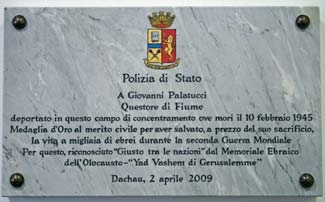 Polizia di Stato
A Giovanni Palatucci
Questore di Fiume
deportato in questo campo di concentramento ove morì il 10 febbraio 1945
Medaglia d'Oro al merito civile per aver salvato, a prezzo del suo sacrificio,
la vita a migliaia di ebrei durante la seconda Guerra Mondiale
Per questo, riconosciuto "Giusto tra le nazioni" dal Memoriale Ebraico
dell'Olocausto-"Yad Vashem di Gerusalemme"
Dachau, 2 aprile 2009